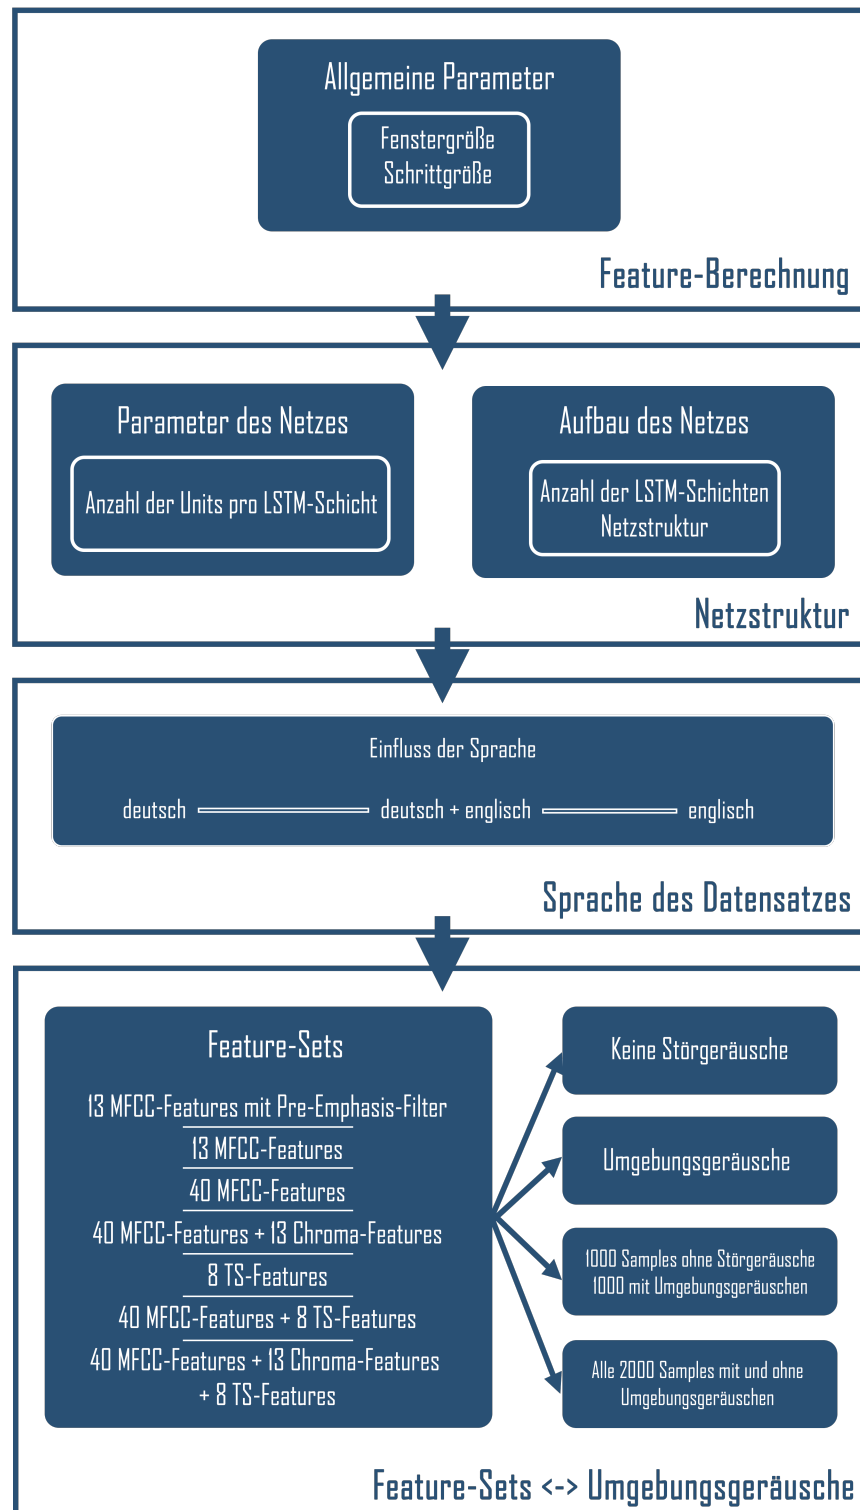 Allgemeine Parameter
Fenstergröße
Schrittgröße
Feature-Berechnung
Parameter des Netzes
Anzahl der Units pro LSTM-Schicht
Aufbau des Netzes
Anzahl der LSTM-Schichten
Netzstruktur
Netzstruktur
Einfluss der Sprache
deutsch
deutsch + englisch
englisch
Sprache des Datensatzes
Feature-Sets
13 MFCC-Features mit Pre-Emphasis-Filter
13 MFCC-Features
40 MFCC-Features
40 MFCC-Features + 13 Chroma-Features
8 TS-Features
40 MFCC-Features + 8 TS-Features
40 MFCC-Features + 13 Chroma-Features
+ 8 TS-Features
Keine Störgeräusche
Umgebungsgeräusche
1000 Samples ohne Störgeräusche
1000 mit Umgebungsgeräuschen
Alle 2000 Samples mit und ohne
Umgebungsgeräuschen
Feature-Sets <-> Umgebungsgeräusche